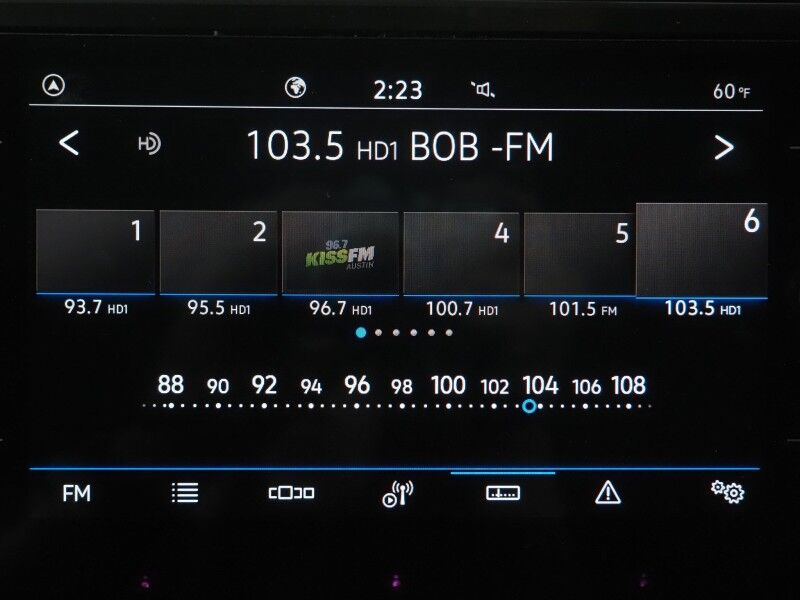 2:23 60°F
HD 103.5 HD1 BOB -FM
1 2 4 5 6
96.7
KISSFM
AUSTIN
93.7 HD1 95.5 HD1 96.7 HD1 100.7 HD1 101.5 FM 103.5 HD1
88 90 92 94 96 98 100 102 104 106 108
FM